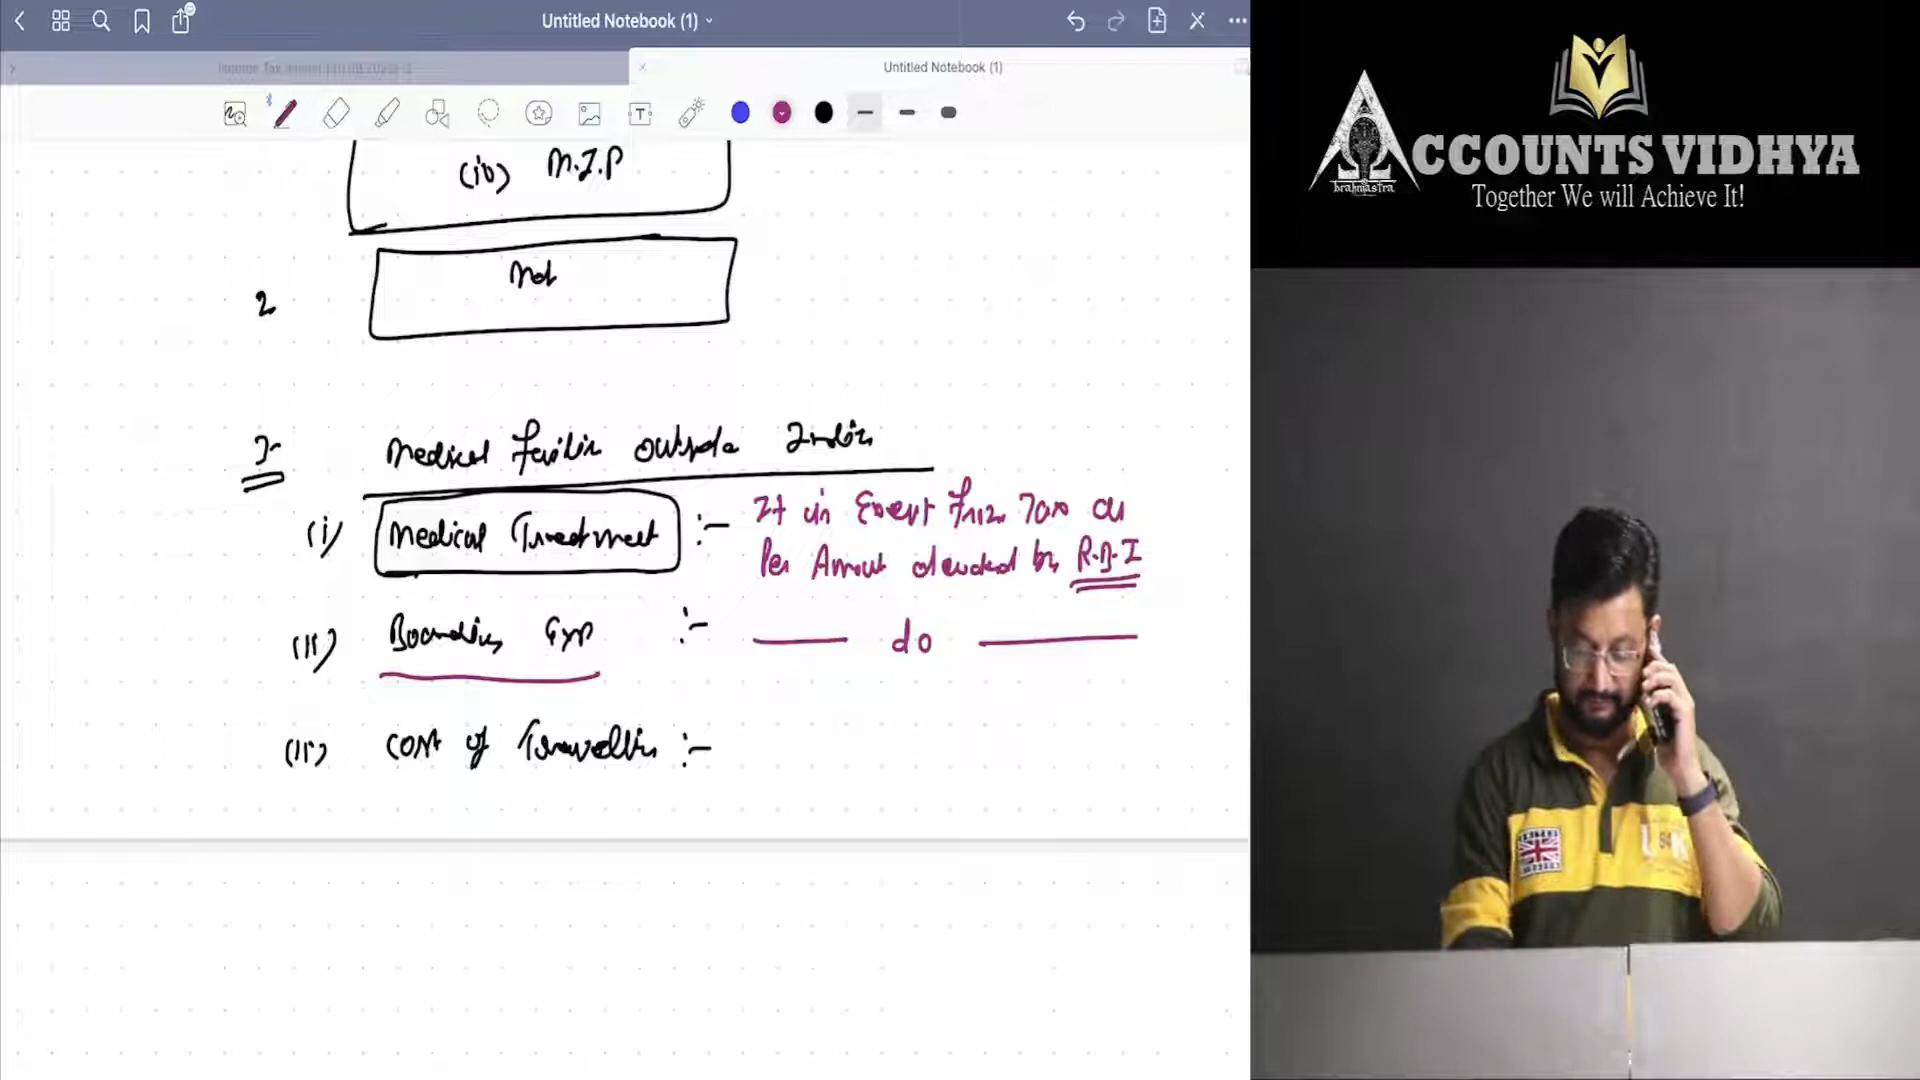 Untitled Notebook (1)
Untitled Notebook (1)
(iv) M.I.P
2 Not
3- Medical Facilities outside India
(i) Medical Treatment :- It is Exempt from Tax as
Per Amount decided by R.B.I
(ii) Boarding Exp :- do
(iii) Cost of Travelling :-
ACCOUNTS VIDHYA
brahmastra
Together We will Achieve It!